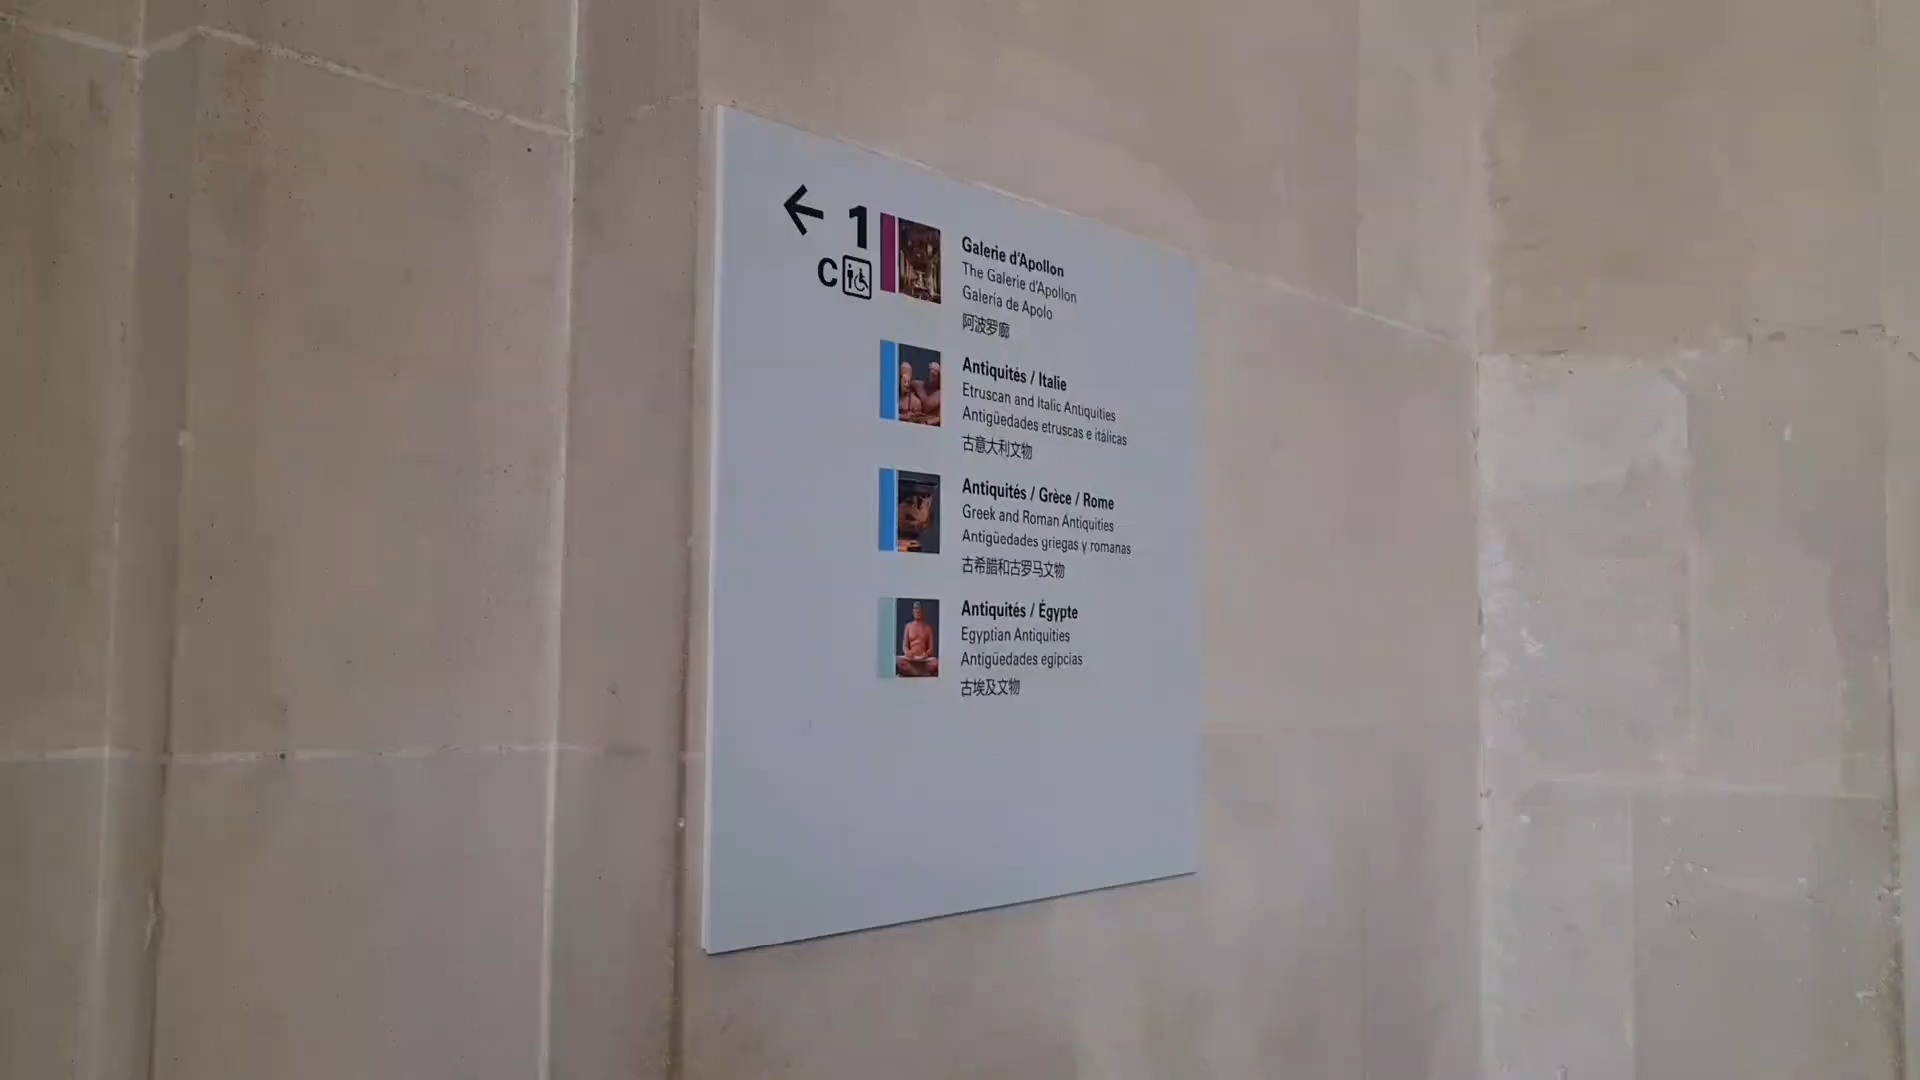 ← 1
C
Galerie d'Apollon
The Galerie d'Apollon
Galería de Apolo
阿波罗廊
Antiquités / Italie
Etruscan and Italic Antiquities
Antigüedades etruscas e itálicas
古意大利文物
Antiquités / Grèce / Rome
Greek and Roman Antiquities
Antigüedades griegas y romanas
古希腊和古罗马文物
Antiquités / Égypte
Egyptian Antiquities
Antigüedades egipcias
古埃及文物